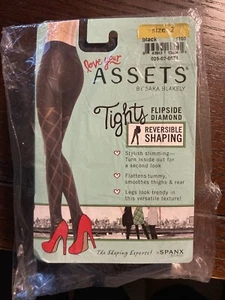 size: 2
black
love your
ASSETS
BY SARA BLAKELY
Tights
FLIPSIDE
DIAMOND
REVERSIBLE
SHAPING
Stylish slimming—
Turn inside out for
a second look
Flattens tummy,
smoothes thighs & rear
Legs look trendy in
this versatile texture!
The Shaping Experts!
SPANX